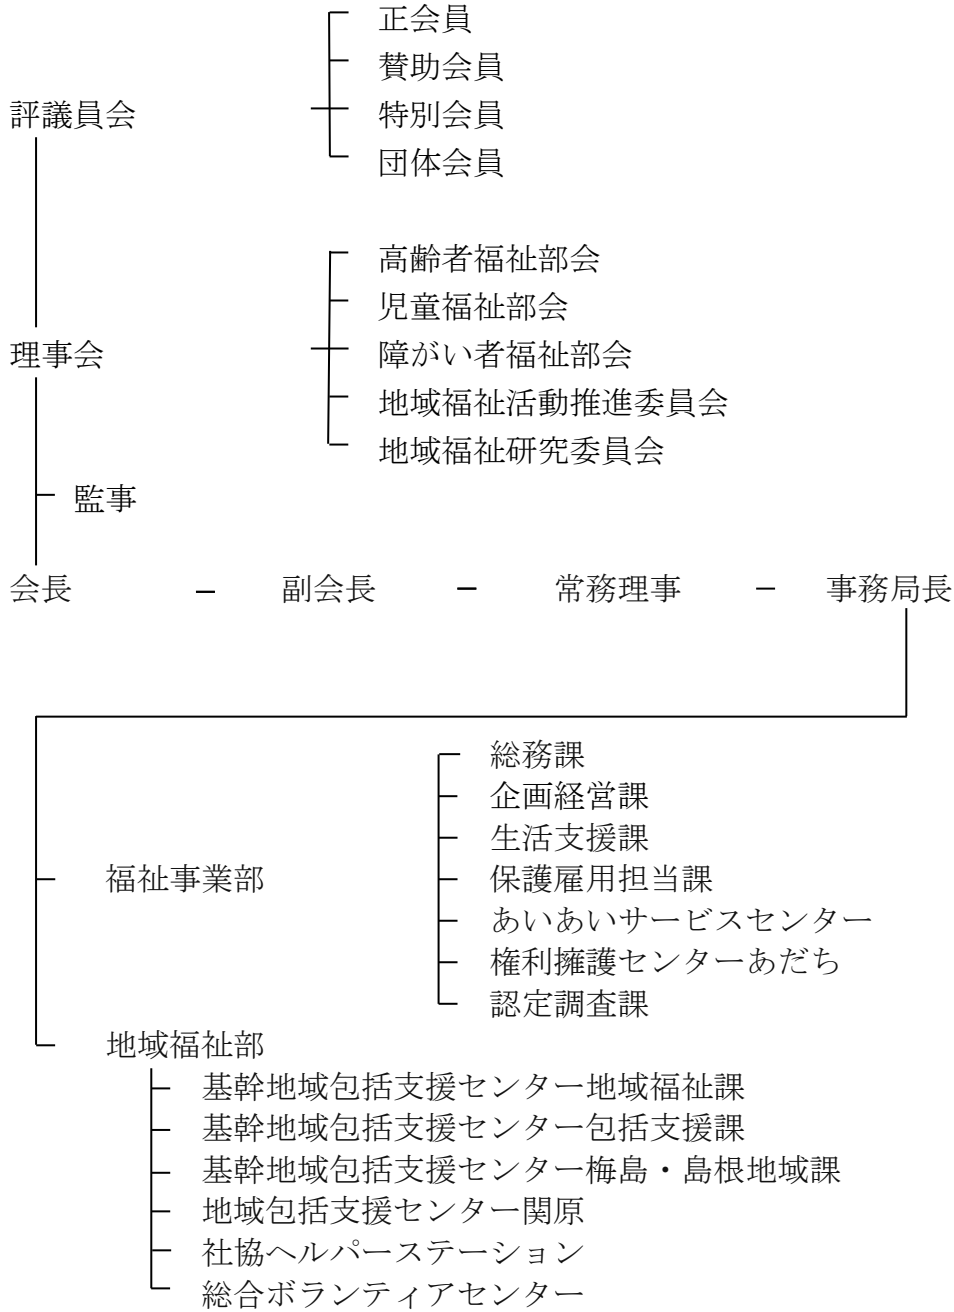 正会員
賛助会員
評議員会 特別会員
団体会員
高齢者福祉部会
児童福祉部会
理事会 障がい者福祉部会
地域福祉活動推進委員会
地域福祉研究委員会
監事
会長 － 副会長 － 常務理事 － 事務局長
総務課
企画経営課
生活支援課
福祉事業部 保護雇用担当課
あいあいサービスセンター
権利擁護センターあだち
認定調査課
地域福祉部
基幹地域包括支援センター地域福祉課
基幹地域包括支援センター包括支援課
基幹地域包括支援センター梅島・島根地域課
地域包括支援センター関原
社協ヘルパーステーション
総合ボランティアセンター